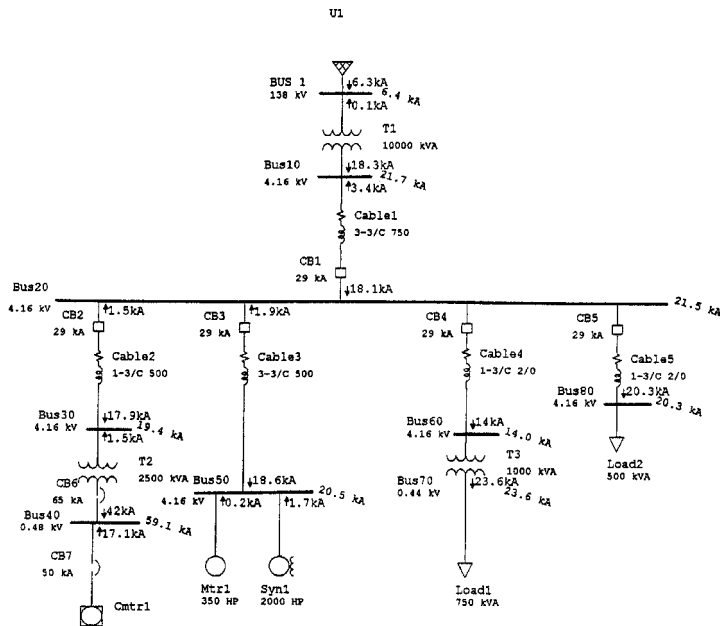 U1
BUS 1
138 kV
6.3kA
6.4 kA
0.1kA
T1
10000 kVA
Bus10
4.16 kV
18.3kA
21.7 kA
3.4kA
Cable1
3-3/C 750
CB1
29 kA
18.1kA
Bus20
4.16 kV
21.5 kA
CB2
29 kA
1.5kA
CB3
29 kA
1.9kA
CB4
29 kA
CB5
29 kA
Cable2
1-3/C 500
Cable3
3-3/C 500
Cable4
1-3/C 2/0
Cable5
1-3/C 2/0
Bus80
4.16 kV
20.3kA
20.3 kA
Bus30
4.16 kV
17.9kA
19.4 kA
1.5kA
Bus60
4.16 kV
14kA
14.0 kA
T2
2500 kVA
T3
1000 kVA
Load2
500 kVA
CB6
65 kA
Bus50
4.16 kV
18.6kA
20.5 kA
0.2kA
1.7kA
Bus70
0.44 kV
23.6kA
23.6 kA
Bus40
0.48 kV
42kA
59.1 kA
17.1kA
CB7
50 kA
Mtr1
350 HP
Syn1
2000 HP
Load1
750 kVA
Cmtr1